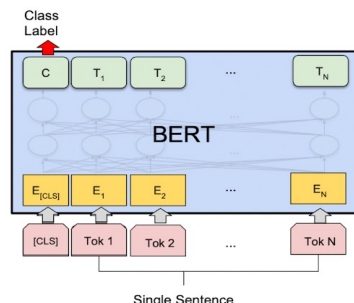 Class
Label
C T1 T2 ... TN
BERT
E[CLS] E1 E2 ... EN
[CLS] Tok 1 Tok 2 ... Tok N
Single Sentence